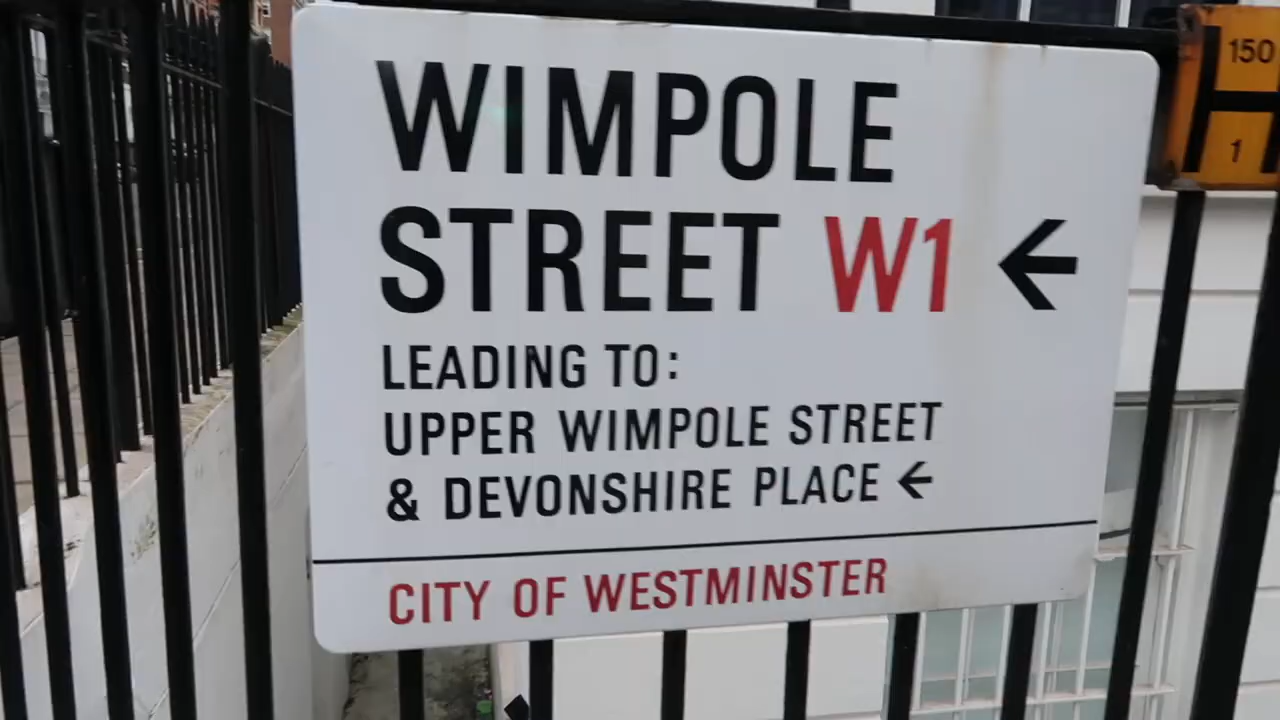 WIMPOLE
STREET W1 ←
LEADING TO:
UPPER WIMPOLE STREET
& DEVONSHIRE PLACE ←
CITY OF WESTMINSTER
150
H
1